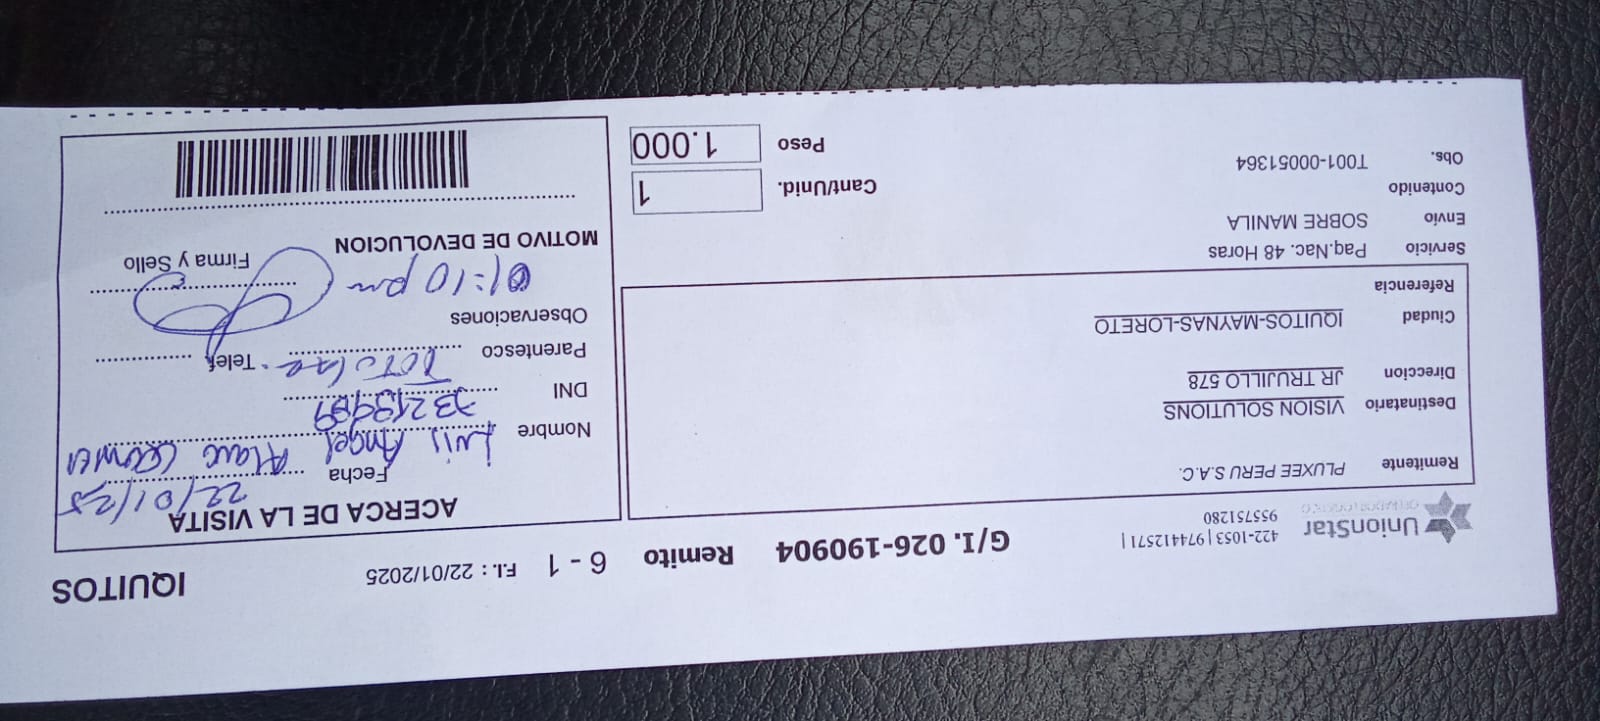 UnionStar
OPERADOR LOGISTICO
422-1053 | 974412571 |
955751280
G/I. 026-190904 Remito 6 - 1 F.I. : 22/01/2025 IQUITOS
Remitente PLUXEE PERU S.A.C.
Destinatario VISION SOLUTIONS
Direccion JR TRUJILLO 578
Ciudad IQUITOS-MAYNAS-LORETO
Referencia
Servicio Paq.Nac. 48 Horas
Envio SOBRE MANILA
Contenido
Obs. T001-00051364
Cant/Unid. 1
Peso 1.000
ACERCA DE LA VISITA
Fecha 22/01/25
Nombre Luis Angel
DNI
Parentesco Telef.
Observaciones
01:10 pm
Firma y Sello
MOTIVO DE DEVOLUCION